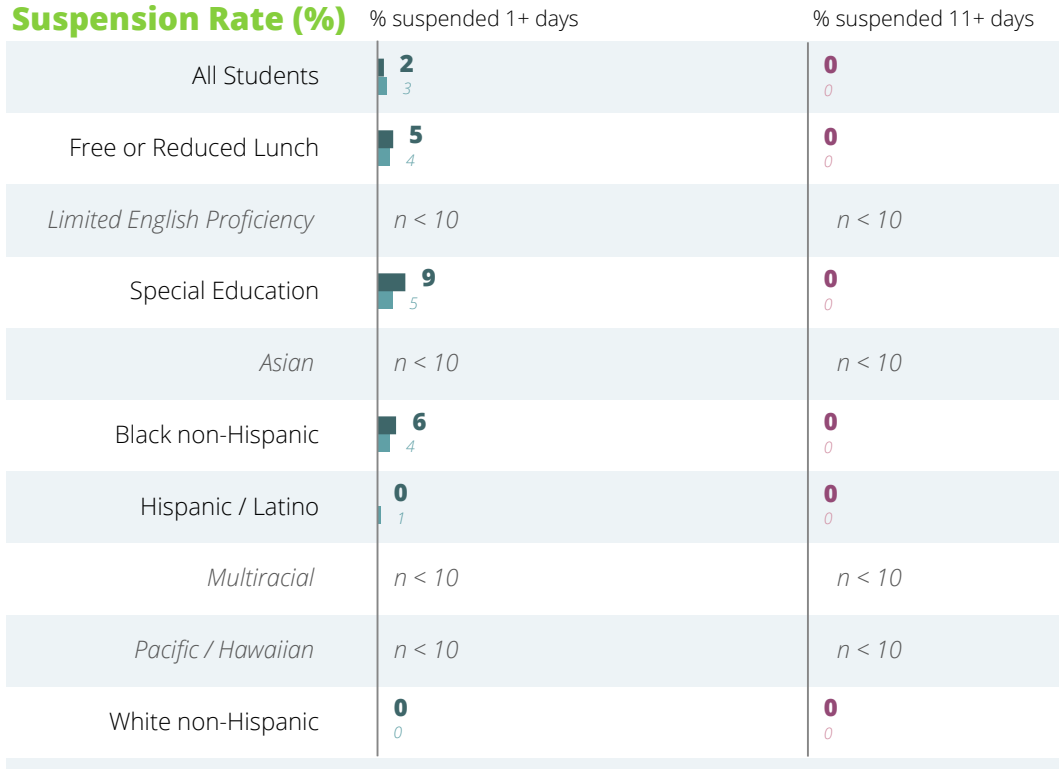 Suspension Rate (%) % suspended 1+ days % suspended 11+ days
All Students 2 0
3 0
Free or Reduced Lunch 5 0
4 0
Limited English Proficiency n < 10 n < 10
Special Education 9 0
5 0
Asian n < 10 n < 10
Black non-Hispanic 6 0
4 0
Hispanic / Latino 0 0
1 0
Multiracial n < 10 n < 10
Pacific / Hawaiian n < 10 n < 10
White non-Hispanic 0 0
0 0